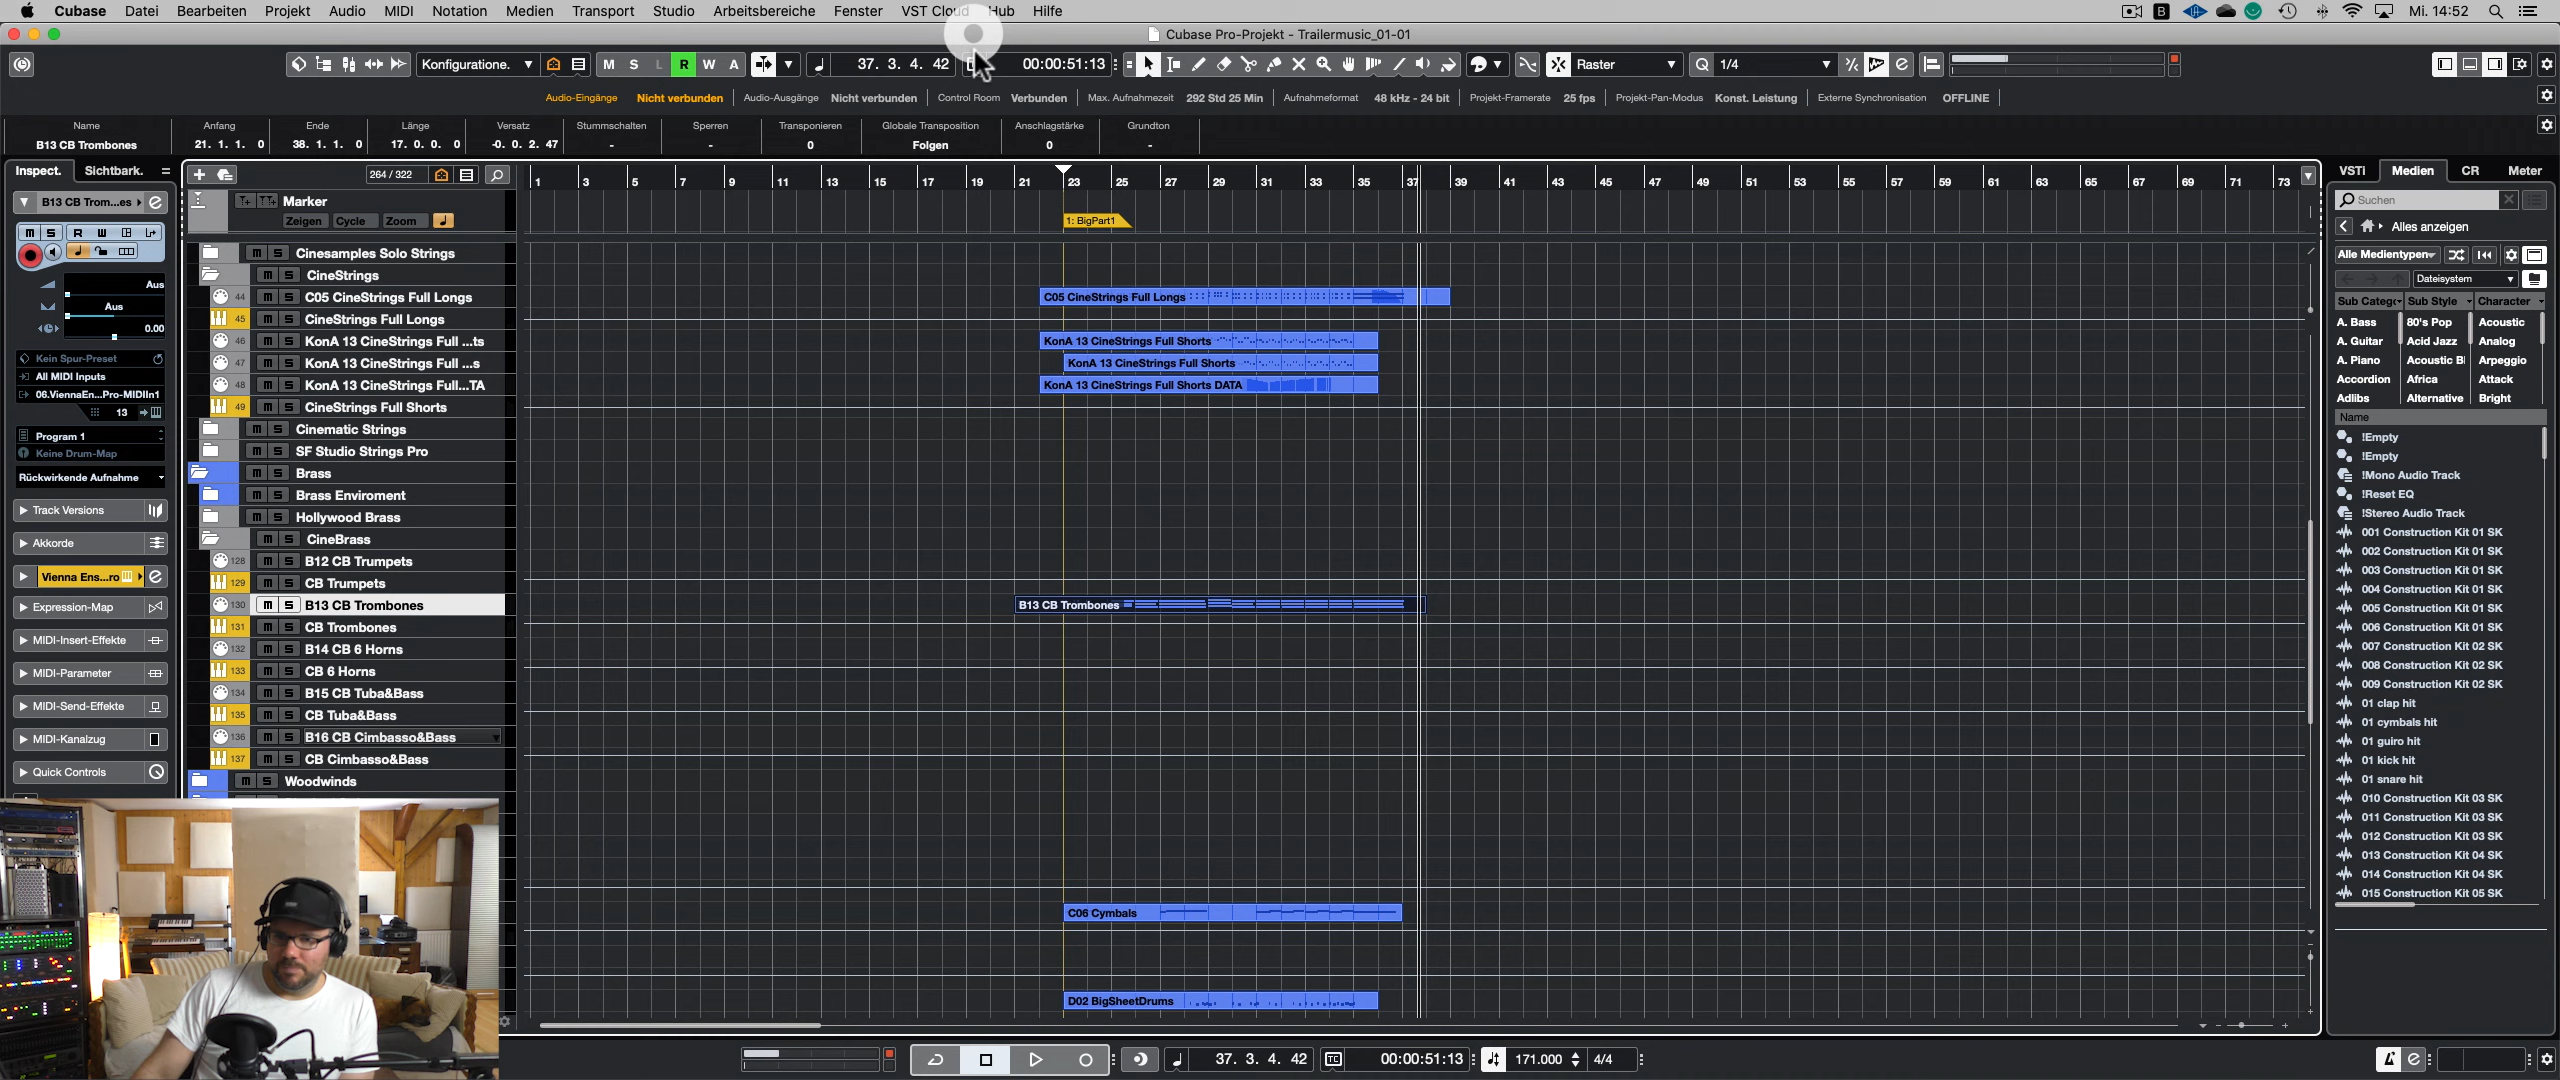 Cubase Datei Bearbeiten Projekt Audio MIDI Notation Medien Transport Studio Arbeitsbereiche Fenster VST Cloud Hub Hilfe
Mi. 14:52
Cubase Pro-Projekt - Trailermusic_01-01
Konfiguratione.
M S L R W A
37. 3. 4. 42
00:00:51:13
Raster
Q 1/4
Audio-Eingänge Nicht verbunden Audio-Ausgänge Nicht verbunden Control Room Verbunden Max. Aufnahmezeit 292 Std 25 Min Aufnahmeformat 48 kHz - 24 bit Projekt-Framerate 25 fps Projekt-Pan-Modus Konst. Leistung Externe Synchronisation OFFLINE
Name Anfang Ende Länge Versatz Stummschalten Sperren Transponieren Globale Transposition Anschlagstärke Grundton
B13 CB Trombones 21. 1. 1. 0 38. 1. 1. 0 17. 0. 0. 0 -0. 0. 2. 47 - - 0 Folgen 0 -
Inspect. Sichtbark.
B13 CB Trom...es
M S R W
Aus
Aus
0.00
Kein Spur-Preset
All MIDI Inputs
06.ViennaEn...Pro-MIDIIn1
13
Program 1
Keine Drum-Map
Rückwirkende Aufnahme
Track Versions
Akkorde
Vienna Ens...ro
Expression-Map
MIDI-Insert-Effekte
MIDI-Parameter
MIDI-Send-Effekte
MIDI-Kanalzug
Quick Controls
264 / 322
1 3 5 7 9 11 13 15 17 19 21 23 25 27 29 31 33 35 37 39 41 43 45 47 49 51 53 55 57 59 61 63 65 67 69 71 73
Marker
Zeigen Cycle Zoom
1: BigPart1
Cinesamples Solo Strings
CineStrings
44 C05 CineStrings Full Longs
45 CineStrings Full Longs
46 KonA 13 CineStrings Full ...ts
47 KonA 13 CineStrings Full ...s
48 KonA 13 CineStrings Full...TA
49 CineStrings Full Shorts
Cinematic Strings
SF Studio Strings Pro
Brass
Brass Enviroment
Hollywood Brass
CineBrass
128 B12 CB Trumpets
129 CB Trumpets
130 B13 CB Trombones
131 CB Trombones
132 B14 CB 6 Horns
133 CB 6 Horns
134 B15 CB Tuba&Bass
135 CB Tuba&Bass
136 B16 CB Cimbasso&Bass
137 CB Cimbasso&Bass
Woodwinds
C05 CineStrings Full Longs
KonA 13 CineStrings Full Shorts
KonA 13 CineStrings Full Shorts
KonA 13 CineStrings Full Shorts DATA
B13 CB Trombones
C06 Cymbals
D02 BigSheetDrums
VSTi Medien CR Meter
Suchen
Alles anzeigen
Alle Medientypen
Dateisystem
Sub Style Character
A. Bass 80's Pop Acoustic
A. Guitar Acid Jazz Analog
A. Piano Acoustic Bl Arpeggio
Accordion Africa Attack
Adlibs Alternative Bright
Name
!Empty
!Empty
!Mono Audio Track
!Reset EQ
!Stereo Audio Track
001 Construction Kit 01 SK
002 Construction Kit 01 SK
003 Construction Kit 01 SK
004 Construction Kit 01 SK
005 Construction Kit 01 SK
006 Construction Kit 01 SK
007 Construction Kit 02 SK
008 Construction Kit 02 SK
009 Construction Kit 02 SK
01 clap hit
01 cymbals hit
01 guiro hit
01 kick hit
01 snare hit
010 Construction Kit 03 SK
011 Construction Kit 03 SK
012 Construction Kit 03 SK
013 Construction Kit 04 SK
014 Construction Kit 04 SK
015 Construction Kit 05 SK
37. 3. 4. 42
00:00:51:13
171.000
4/4